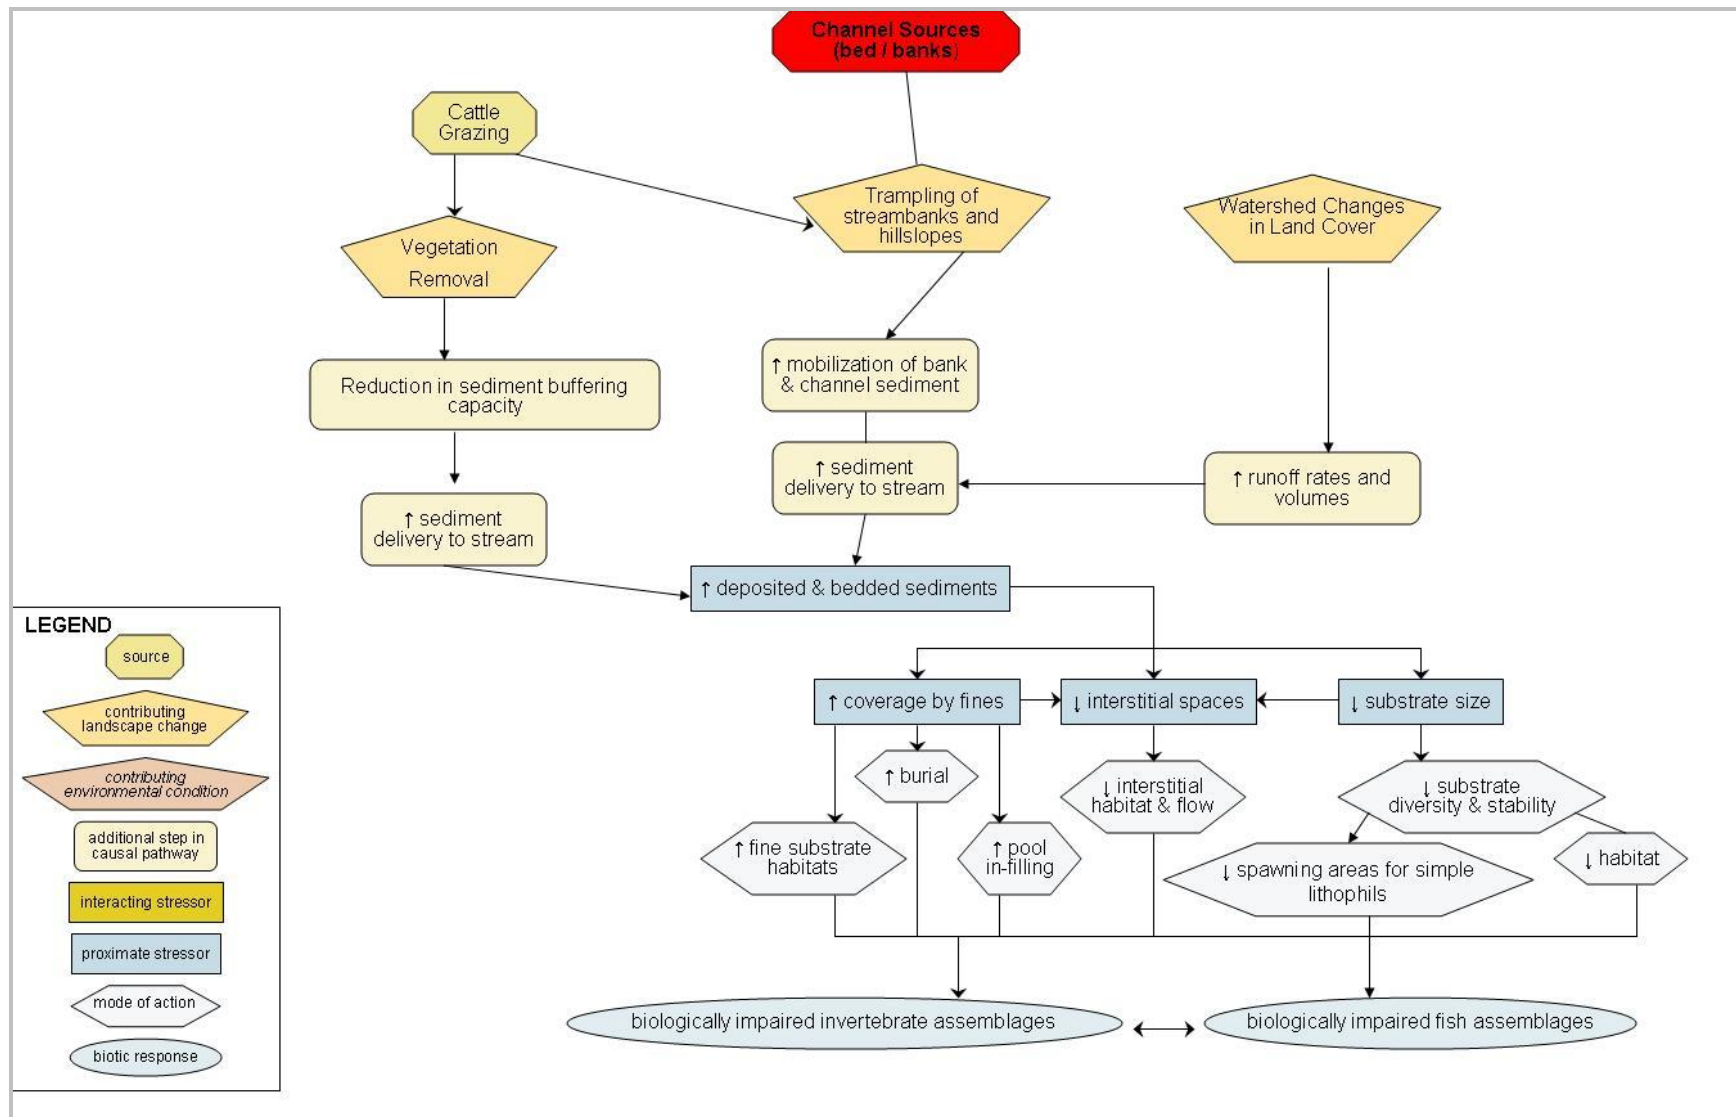 Channel Sources
(bed / banks)
Cattle
Grazing
Trampling of
streambanks and
hillslopes
Watershed Changes
in Land Cover
Vegetation
Removal
↑ mobilization of bank
& channel sediment
Reduction in sediment buffering
capacity
↑ sediment
delivery to stream
↑ runoff rates and
volumes
↑ sediment
delivery to stream
↑ deposited & bedded sediments
LEGEND
source
contributing
landscape change
contributing
environmental condition
additional step in
causal pathway
interacting stressor
proximate stressor
mode of action
biotic response
↑ coverage by fines
↓ interstitial spaces
↓ substrate size
↑ burial
↓ interstitial
habitat & flow
↓ substrate
diversity & stability
↑ fine substrate
habitats
↑ pool
in-filling
↓ spawning areas for simple
lithophils
↓ habitat
biologically impaired invertebrate assemblages
biologically impaired fish assemblages